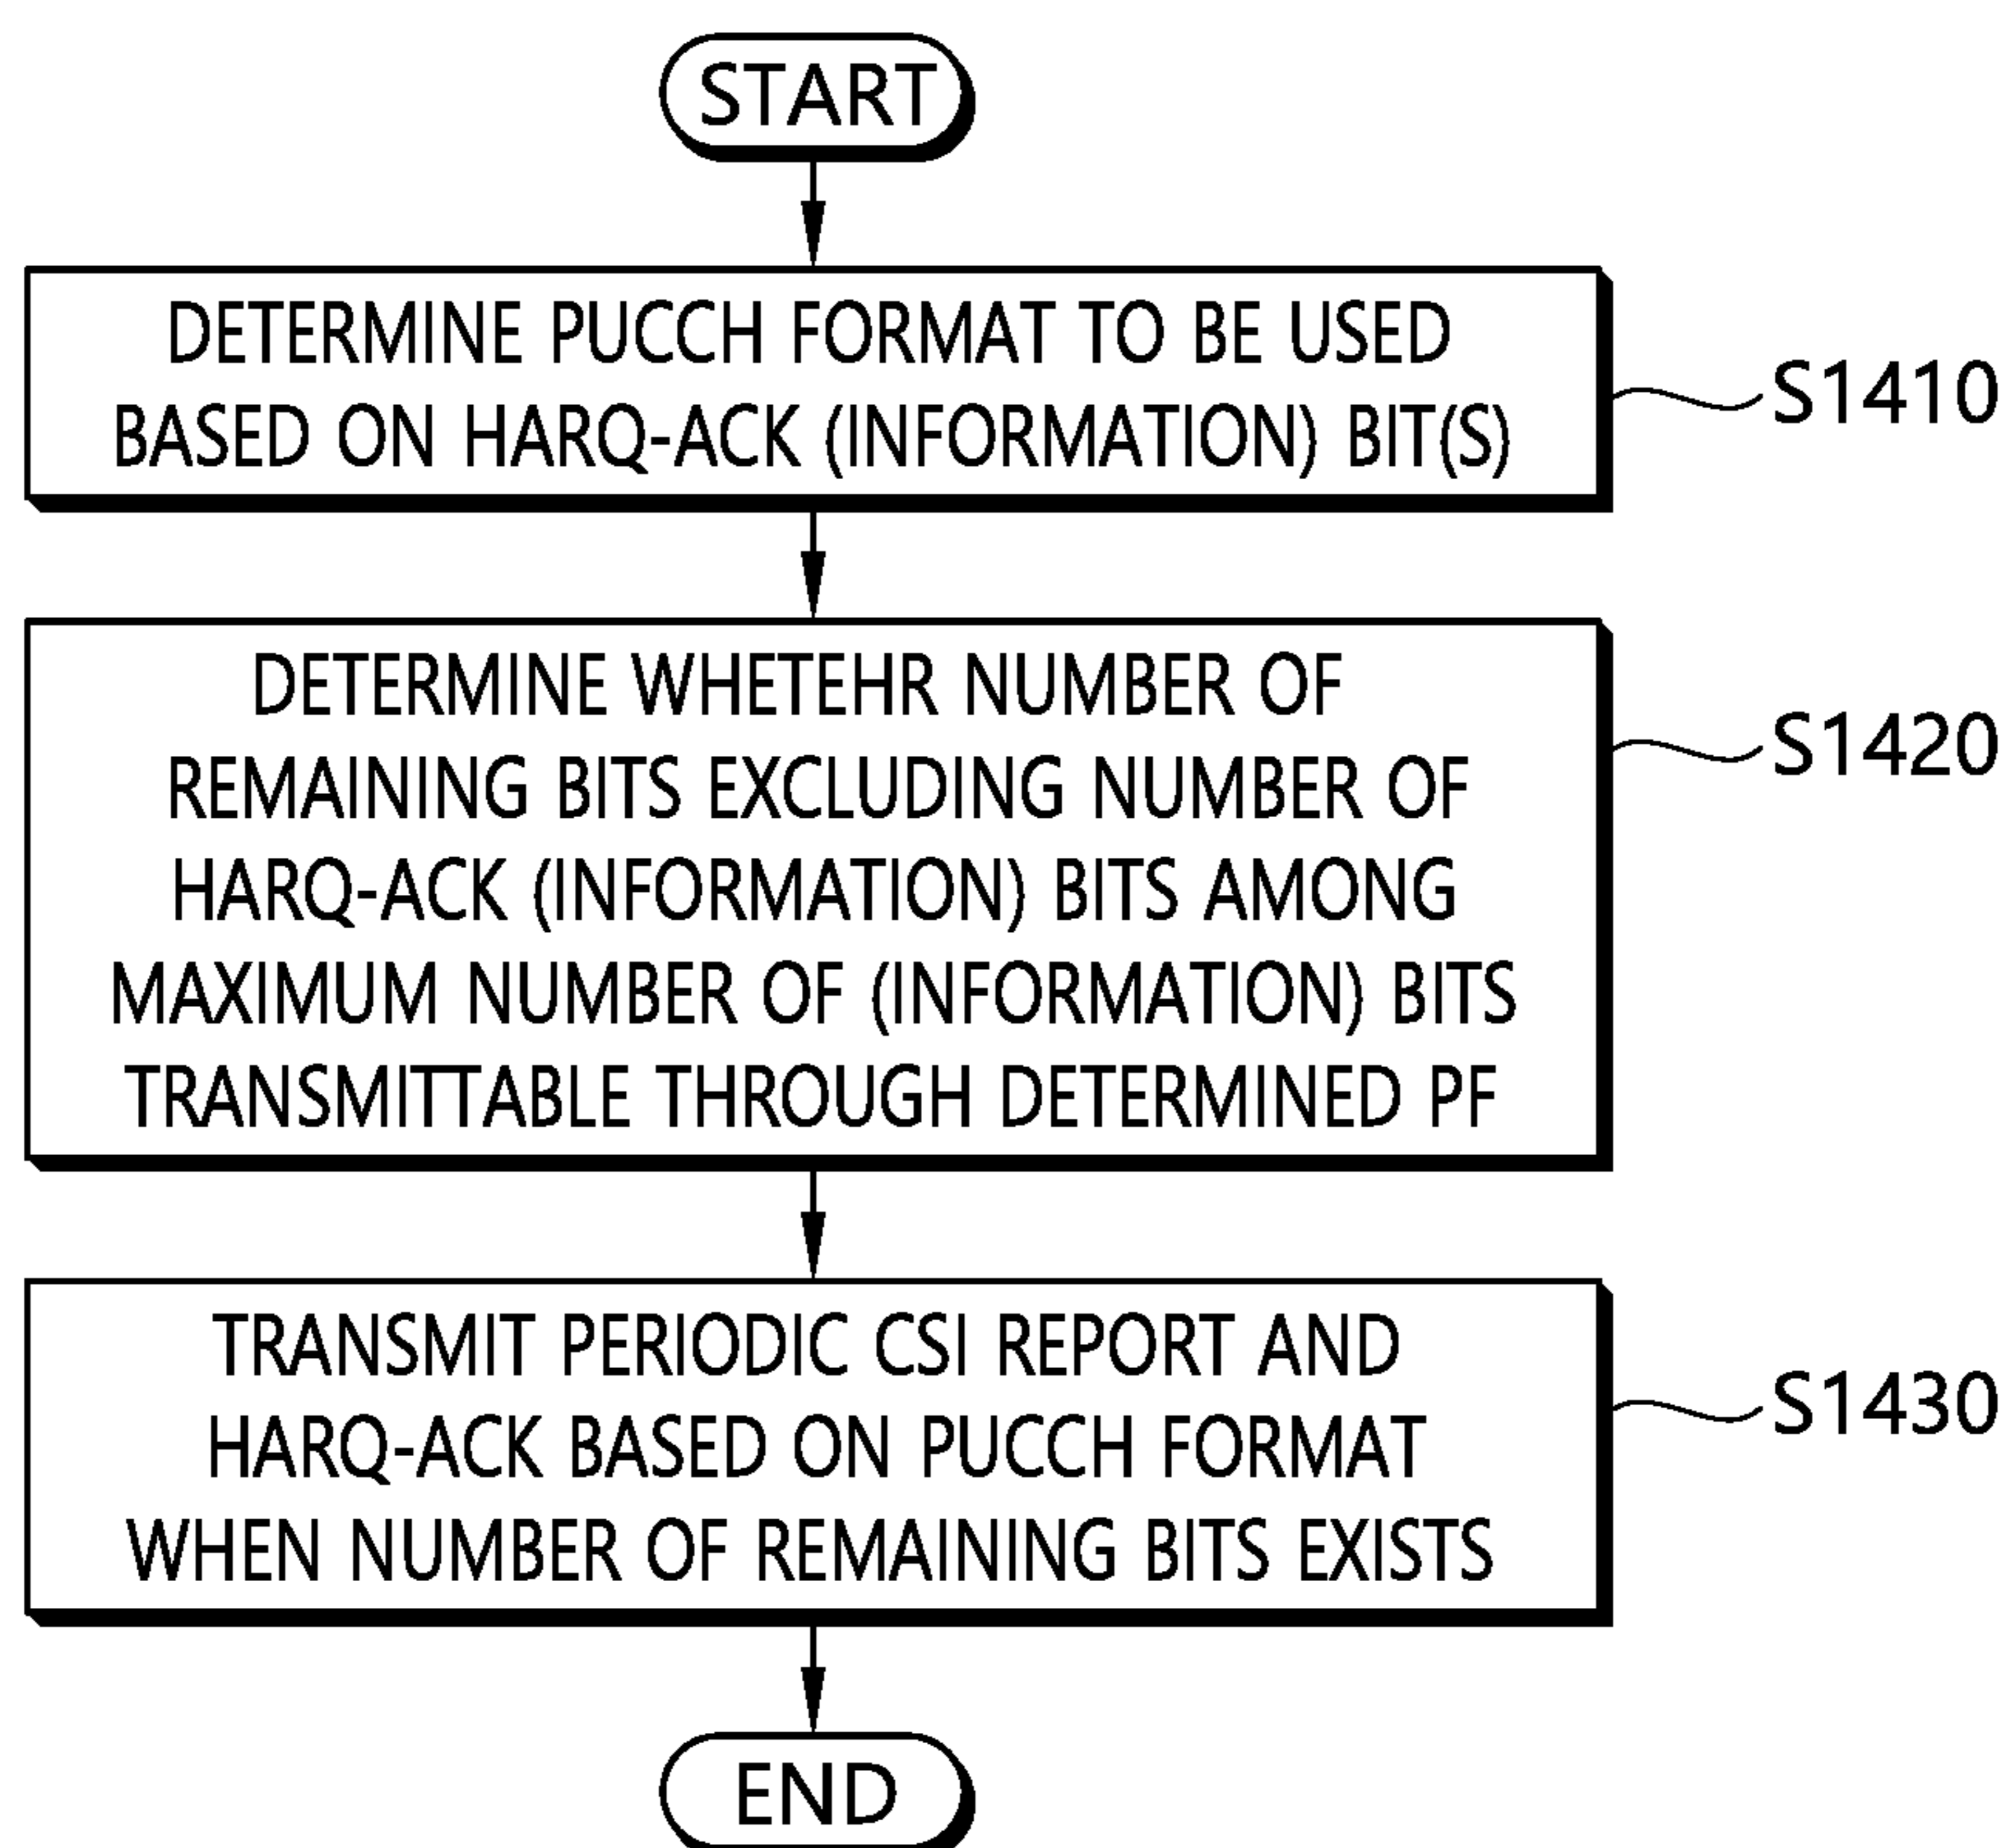 START
DETERMINE PUCCH FORMAT TO BE USED
BASED ON HARQ-ACK (INFORMATION) BIT(S)
S1410
DETERMINE WHETEHR NUMBER OF
REMAINING BITS EXCLUDING NUMBER OF
HARQ-ACK (INFORMATION) BITS AMONG
MAXIMUM NUMBER OF (INFORMATION) BITS
TRANSMITTABLE THROUGH DETERMINED PF
S1420
TRANSMIT PERIODIC CSI REPORT AND
HARQ-ACK BASED ON PUCCH FORMAT
WHEN NUMBER OF REMAINING BITS EXISTS
S1430
END